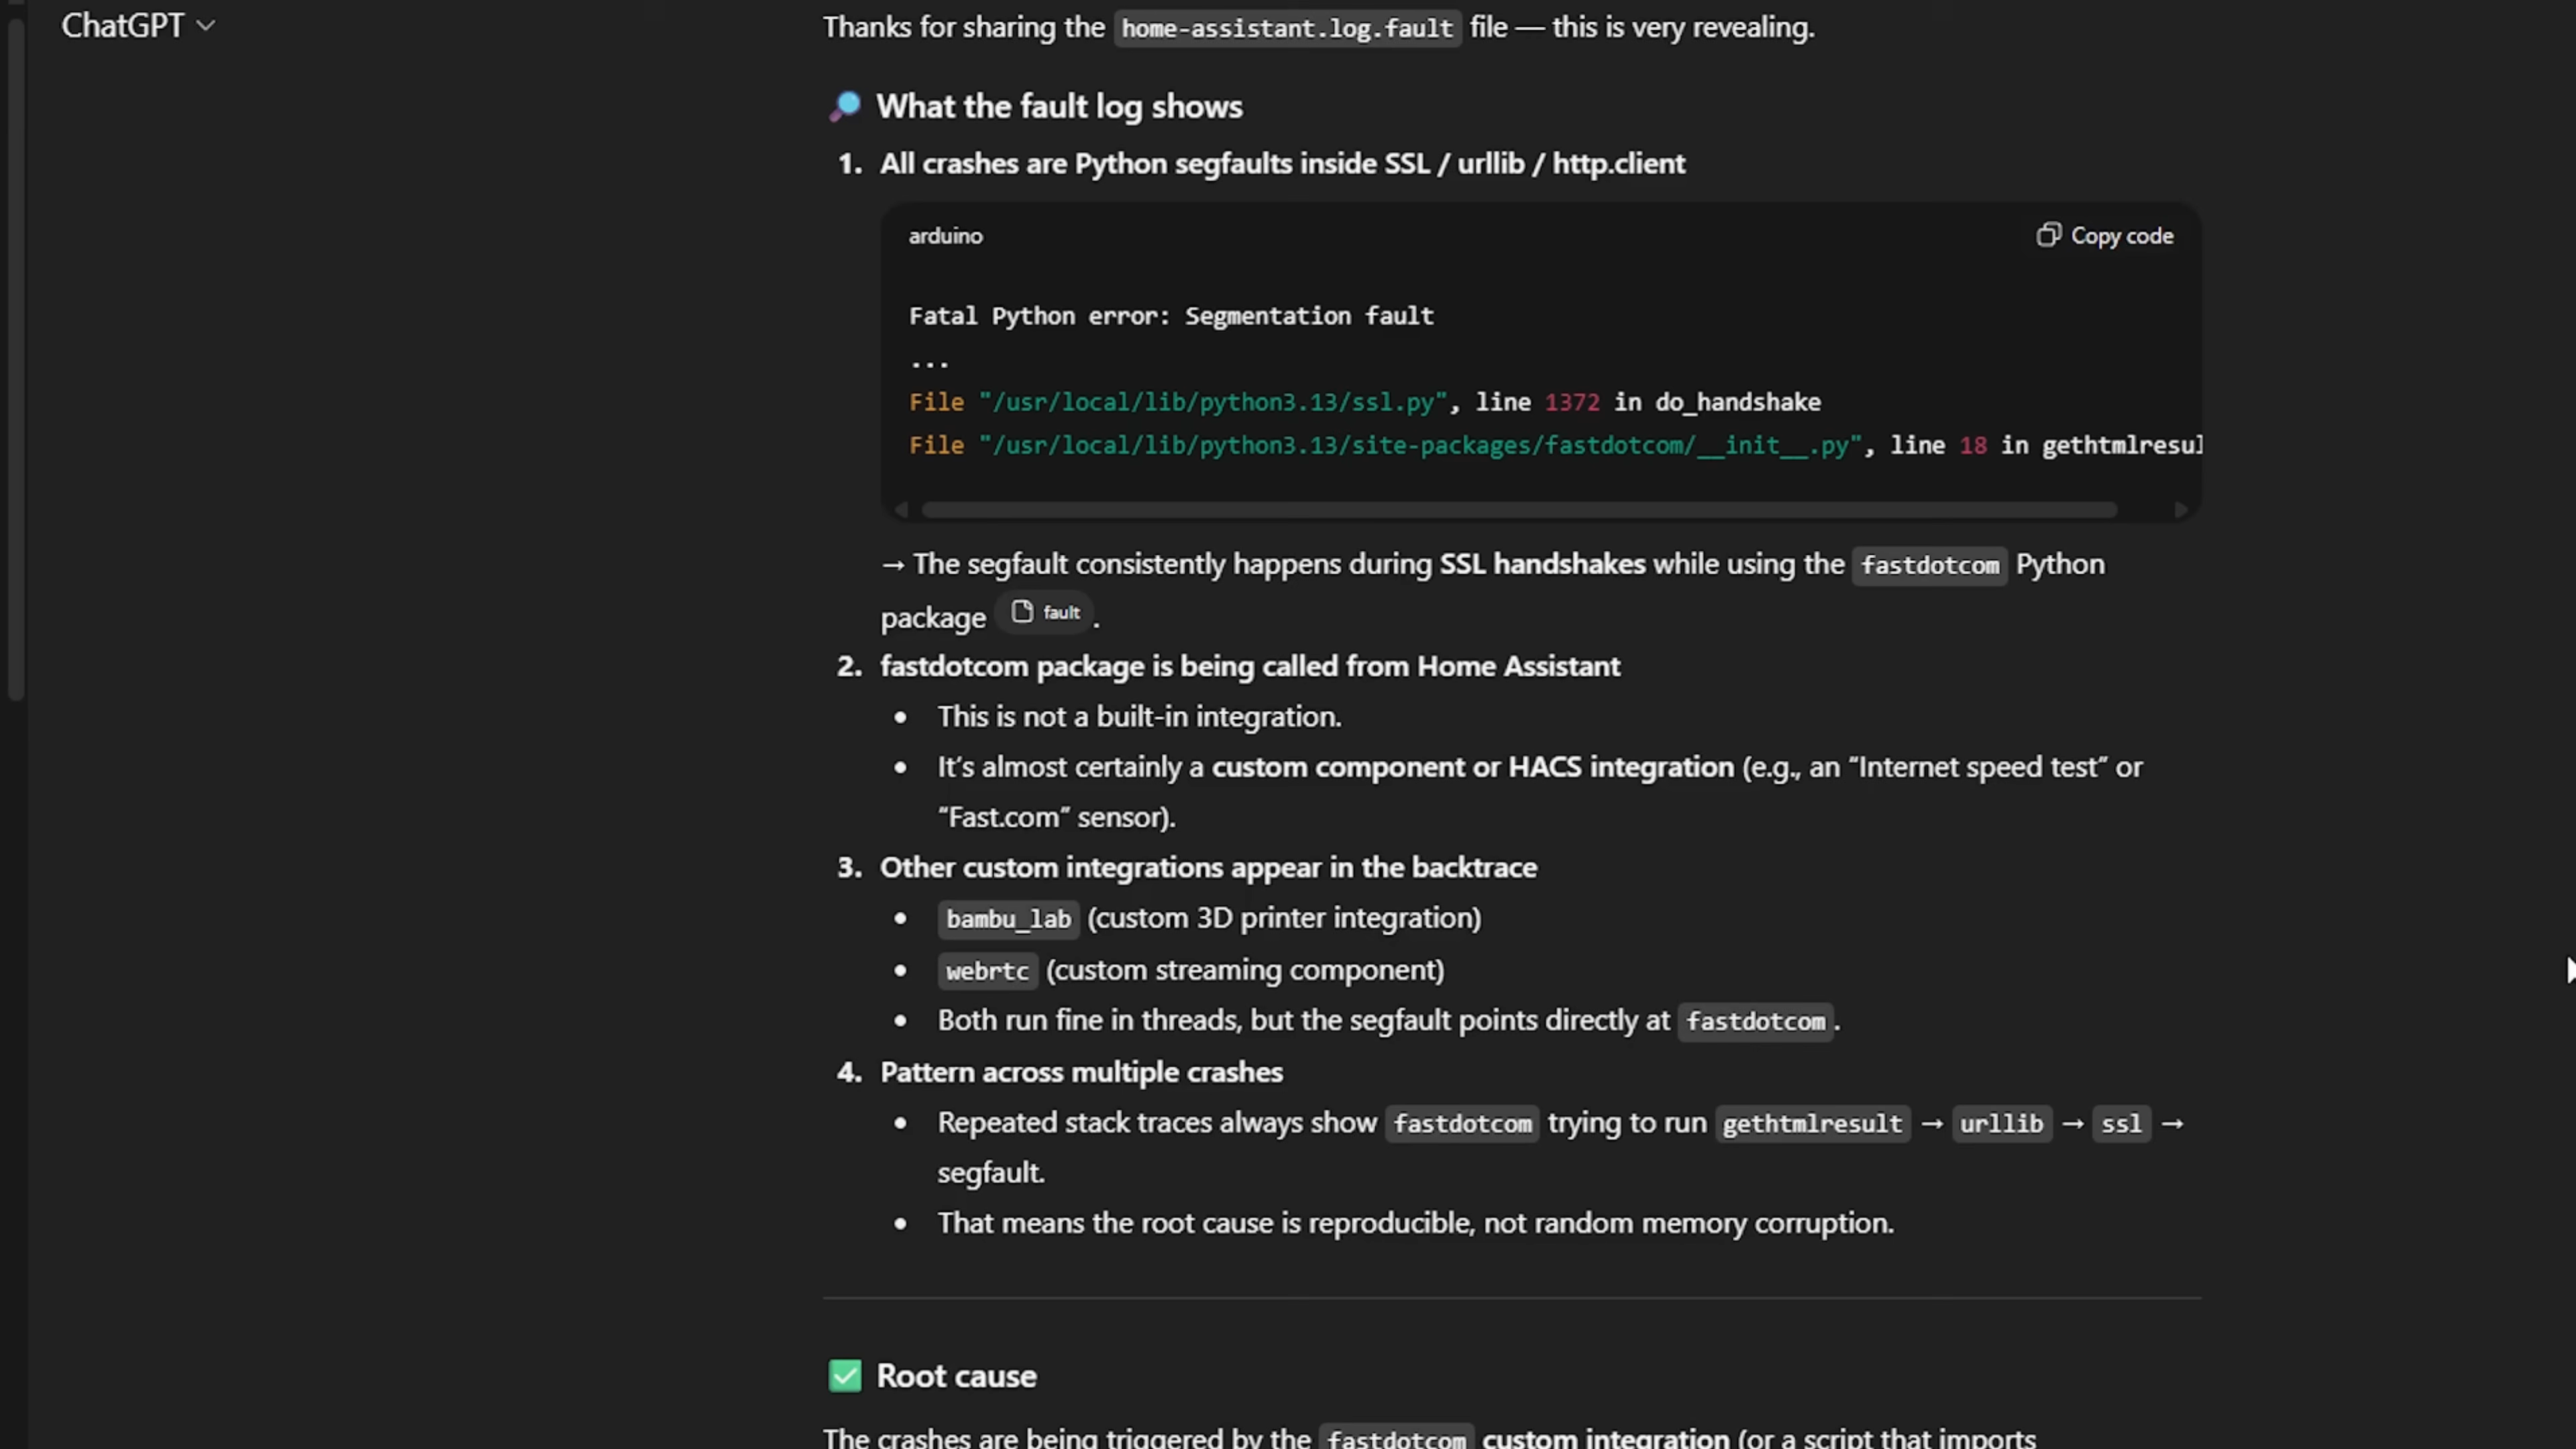 ChatGPT
Thanks for sharing the home-assistant.log.fault file — this is very revealing.
What the fault log shows
1. All crashes are Python segfaults inside SSL / urllib / http.client
arduino
Copy code
Fatal Python error: Segmentation fault
...
File "/usr/local/lib/python3.13/ssl.py", line 1372 in do_handshake
File "/usr/local/lib/python3.13/site-packages/fastdotcom/__init__.py", line 18 in gethtmlresul
→ The segfault consistently happens during SSL handshakes while using the fastdotcom Python
package fault .
2. fastdotcom package is being called from Home Assistant
• This is not a built-in integration.
• It’s almost certainly a custom component or HACS integration (e.g., an “Internet speed test” or
“Fast.com” sensor).
3. Other custom integrations appear in the backtrace
• bambu_lab (custom 3D printer integration)
• webrtc (custom streaming component)
• Both run fine in threads, but the segfault points directly at fastdotcom.
4. Pattern across multiple crashes
• Repeated stack traces always show fastdotcom trying to run gethtmlresult → urllib → ssl →
segfault.
• That means the root cause is reproducible, not random memory corruption.
Root cause
The crashes are being triggered by the fastdotcom custom integration (or a script that imports